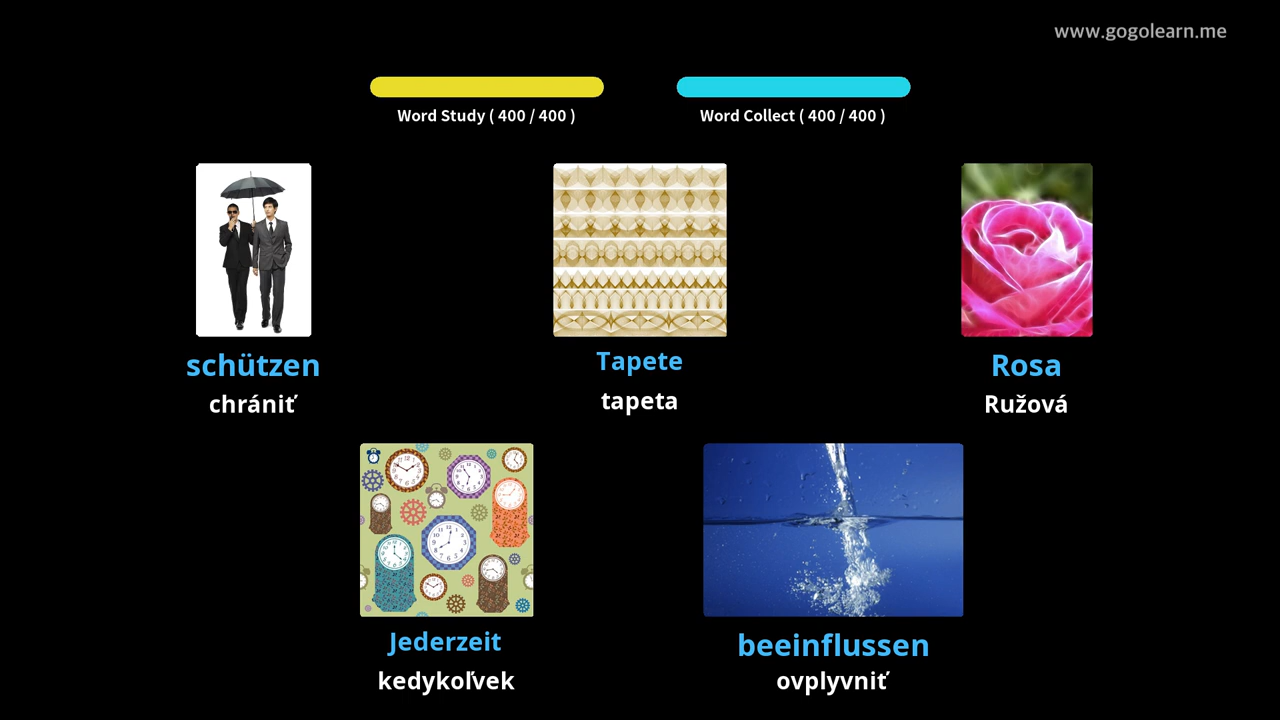 www.gogolearn.me
Word Study ( 400 / 400 )
Word Collect ( 400 / 400 )
schützen
chrániť
Tapete
tapeta
Rosa
Ružová
Jederzeit
kedykoľvek
beeinflussen
ovplyvniť